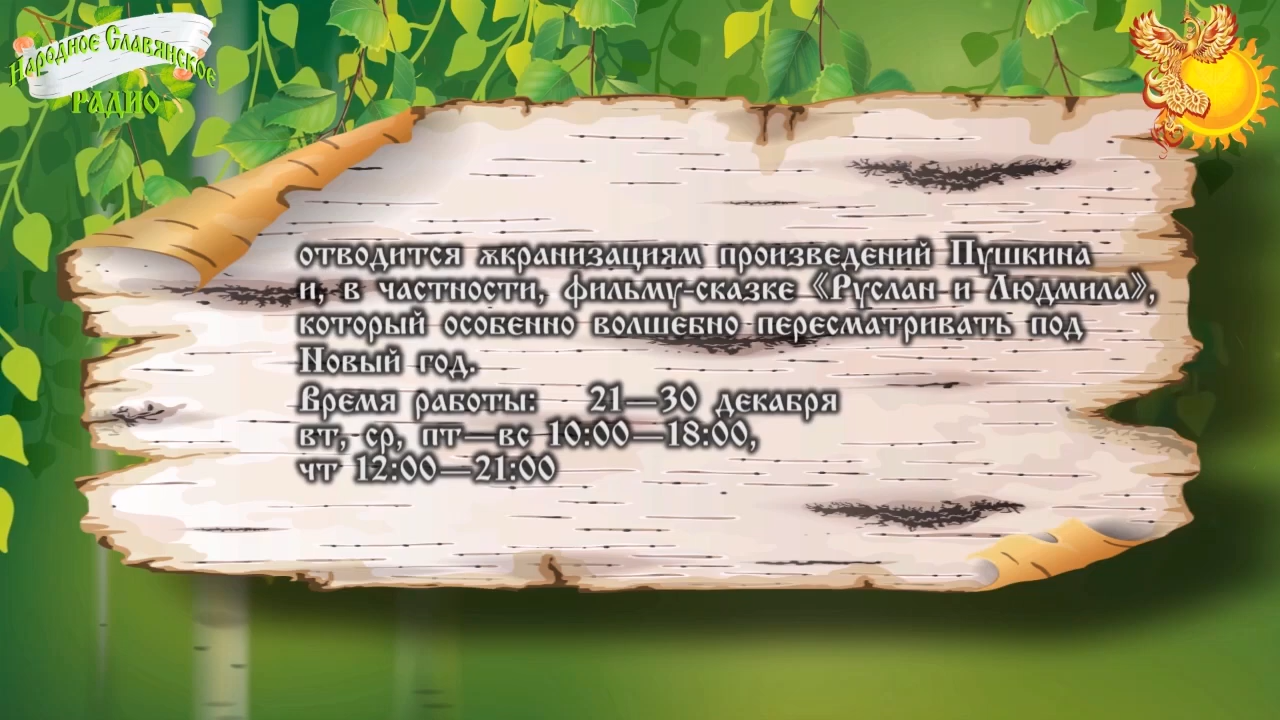 Народное Славянское
РАДИО
отводится ѫкранизациям произведений Пушкина
и, в частности, фильму-сказке «Руслан и Людмила»,
который особенно волшебно пересматривать под
Новый год.
Время работы: 21—30 декабря
вт, ср, пт—вс 10:00—18:00,
чт 12:00—21:00